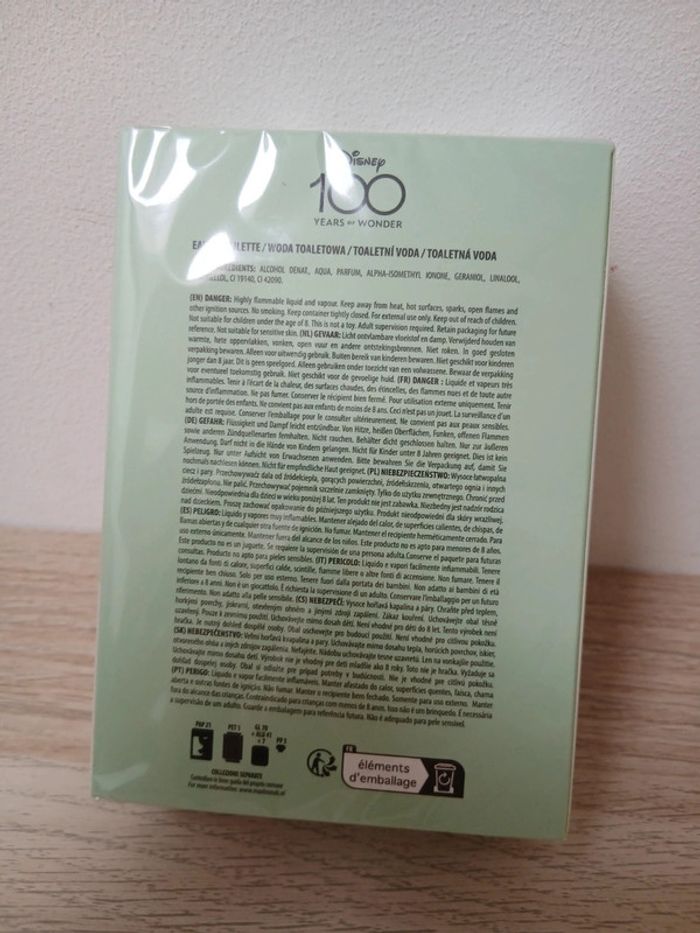 Disney
100
YEARS OF WONDER
/ WODA TOALETOWA / TOALETNÍ VODA / TOALETNÁ VODA
ALCOHOL DENAT., AQUA, PARFUM, ALPHA-ISOMETHYL IONONE, GERANIOL, LINALOOL,
CI 19140, CI 42090.
(EN) DANGER: Highly flammable liquid and vapour. Keep away from heat, hot surfaces, sparks, open flames and
other ignition sources. No smoking. Keep container tightly closed. For external use only. Keep out of reach of children.
Not suitable for children under the age of 8. This is not a toy. Adult supervision required. Retain packaging for future
reference. Not suitable for sensitive skin. (NL) GEVAAR: Licht ontvlambare vloeistof en damp. Verwijderd houden van
warmte, hete oppervlakken, vonken, open vuur en andere ontstekingsbronnen. Niet roken. In goed gesloten
verpakking bewaren. Alleen voor uitwendig gebruik. Buiten bereik van kinderen bewaren. Niet geschikt voor kinderen
jonger dan 8 jaar. Dit is geen speelgoed. Alleen gebruiken onder toezicht van een volwassene. Bewaar de verpakking
voor eventueel toekomstig gebruik. Niet geschikt voor de gevoelige huid. (FR) DANGER : Liquide et vapeurs très
inflammables. Tenir à l'écart de la chaleur, des surfaces chaudes, des étincelles, des flammes nues et de toute autre
source d'inflammation. Ne pas fumer. Conserver le récipient bien fermé. Pour utilisation externe uniquement. Tenir
hors de portée des enfants. Ne convient pas aux enfants de moins de 8 ans. Ceci n'est pas un jouet. La surveillance d'un
adulte est requise. Conserver l'emballage pour le consulter ultérieurement. Ne convient pas aux peaux sensibles.
(DE) GEFAHR: Flüssigkeit und Dampf leicht entzündbar. Von Hitze, heißen Oberflächen, Funken, offenen Flammen
sowie anderen Zündquellenarten fernhalten. Nicht rauchen. Behälter dicht geschlossen halten. Nur zur äußeren
Anwendung. Darf nicht in die Hände von Kindern gelangen. Nicht für Kinder unter 8 Jahren geeignet. Dies ist kein
Spielzeug. Nur unter Aufsicht von Erwachsenen anwenden. Bitte bewahren Sie die Verpackung auf, damit Sie
nochmals nachlesen können. Nicht für empfindliche Haut geeignet. (PL) NIEBEZPIECZEŃSTWO: Wysoce łatwopalna
ciecz i pary. Przechowywać z dala od źródeł ciepła, gorących powierzchni, źródeł iskrzenia, otwartego ognia i innych
źródeł zapłonu. Nie palić. Przechowywać pojemnik szczelnie zamknięty. Tylko do użytku zewnętrznego. Chronić przed
dziećmi. Nieodpowiednia dla dzieci w wieku poniżej 8 lat. Ten produkt nie jest zabawką. Niezbędny jest nadzór rodzica
nad dzieckiem. Proszę zachować opakowanie do późniejszego użytku. Produkt nieodpowiedni dla skóry wrażliwej.
(ES) PELIGRO: Líquido y vapores muy inflamables. Mantener alejado del calor, de superficies calientes, de chispas, de
llamas abiertas y de cualquier otra fuente de ignición. No fumar. Mantener el recipiente herméticamente cerrado. Para
uso externo únicamente. Mantener fuera del alcance de los niños. Este producto no es apto para menores de 8 años.
Este producto no es un juguete. Se requiere la supervisión de una persona adulta. Conserve el paquete para futuras
consultas. Producto no apto para pieles sensibles. (IT) PERICOLO: Liquido e vapori facilmente infiammabili. Tenere
lontano da fonti di calore, superfici calde, scintille, fiamme libere o altre fonti di accensione. Non fumare. Tenere il
recipiente ben chiuso. Solo per uso esterno. Tenere fuori dalla portata dei bambini. Non adatto ai bambini di età
inferiore a 8 anni. Non è un giocattolo. È richiesta la supervisione di un adulto. Conservare l'imballaggio per un futuro
riferimento. Non adatto alla pelle sensibile. (CS) NEBEZPEČÍ: Vysoce hořlavá kapalina a páry. Chraňte před teplem,
horkými povrchy, jiskrami, otevřeným ohněm a jinými zdroji zapálení. Zákaz kouření. Uchovávejte obal těsně
uzavřený. Pouze k zevnímu použití. Uchovávejte mimo dosah dětí. Není vhodné pro děti do 8 let. Tento výrobek není
hračka. Je nutný dohled dospělé osoby. Obal uschovejte pro budoucí použití. Není vhodné pro citlivou pokožku.
(SK) NEBEZPEČENSTVO: Veľmi horľavá kvapalina a pary. Uchovávajte mimo dosahu tepla, horúcich povrchov, iskier,
otvoreného ohňa a iných zdrojov zapálenia. Nefajčite. Nádobu uchovávajte tesne uzavretú. Len na vonkajšie použitie.
Uchovávajte mimo dosahu detí. Výrobok nie je vhodný pre deti mladšie ako 8 rokov. Toto nie je hračka. Vyžaduje sa
dohľad dospelej osoby. Obal si odložte pre prípad potreby v budúcnosti. Nie je vhodné pre citlivú pokožku.
(PT) PERIGO: Líquido e vapor facilmente inflamáveis. Manter afastado do calor, superfícies quentes, faísca, chama
aberta e outras fontes de ignição. Não fumar. Manter o recipiente bem fechado. Somente para uso externo. Manter
fora do alcance das crianças. Contraindicado para crianças com menos de 8 anos. Isso não é um brinquedo. É necessária
a supervisão de um adulto. Guarde a embalagem para referência futura. Não é adequado para pele sensível.
PAP 21
PET 1
GL 70
+ ALU 41
+ 7
PP 5
COLLEZIONI SEPARATE
Controllare le linee guida del proprio comune
For more information:
FR
éléments
d'emballage